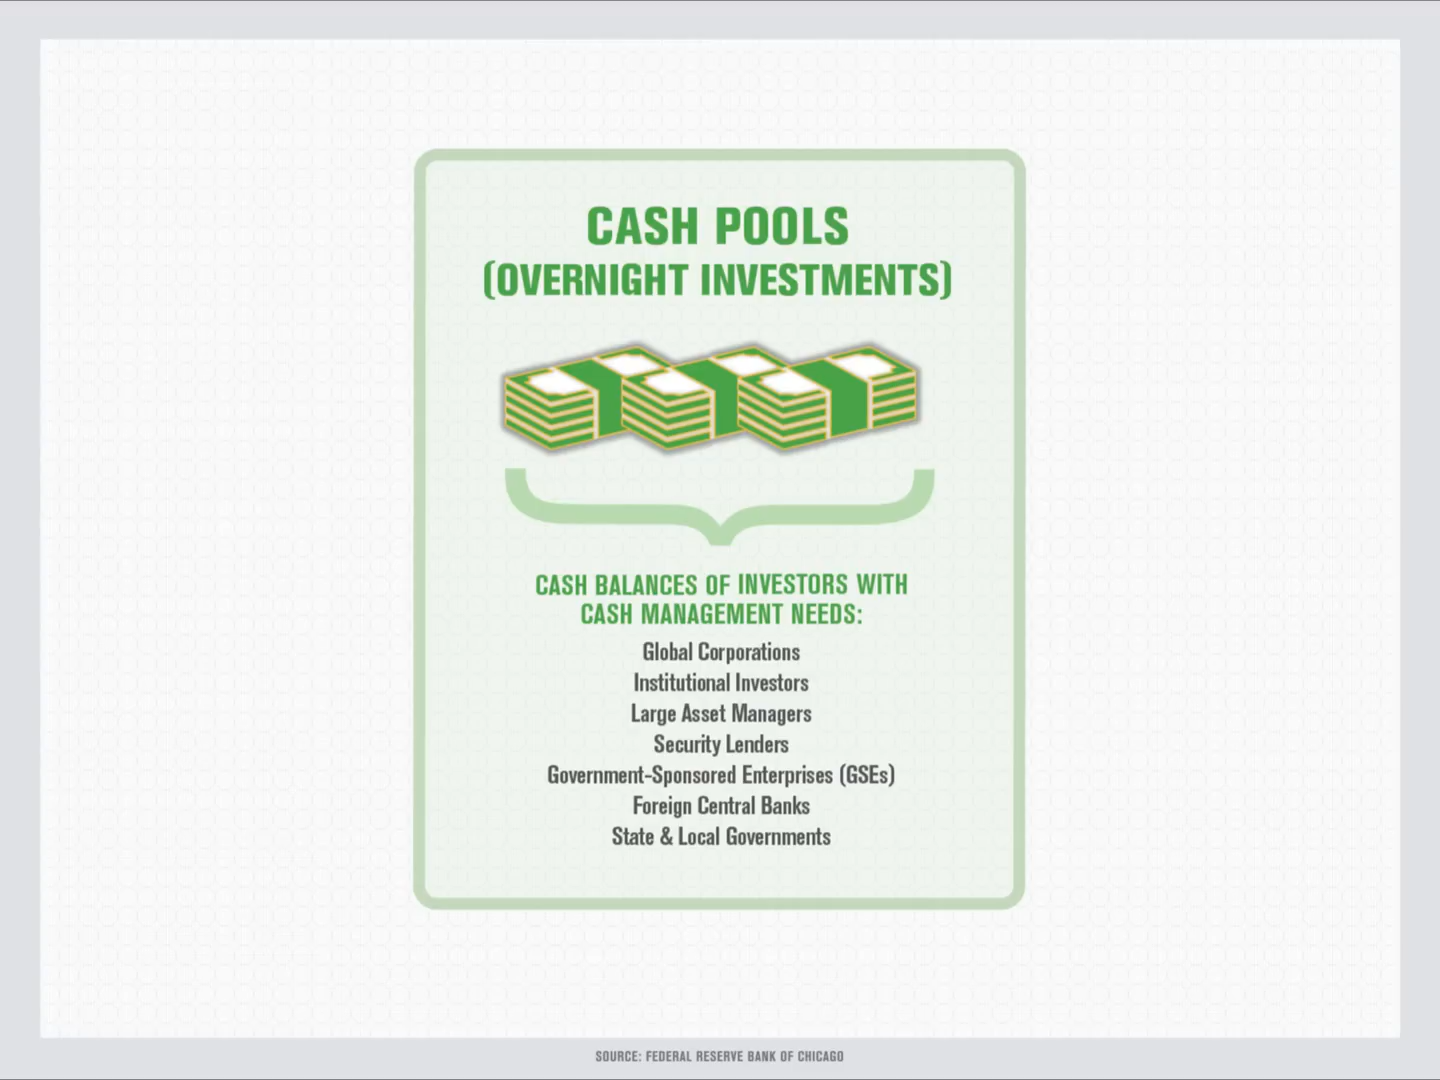 CASH POOLS
(OVERNIGHT INVESTMENTS)
CASH BALANCES OF INVESTORS WITH
CASH MANAGEMENT NEEDS:
Global Corporations
Institutional Investors
Large Asset Managers
Security Lenders
Government-Sponsored Enterprises (GSEs)
Foreign Central Banks
State & Local Governments
SOURCE: FEDERAL RESERVE BANK OF CHICAGO